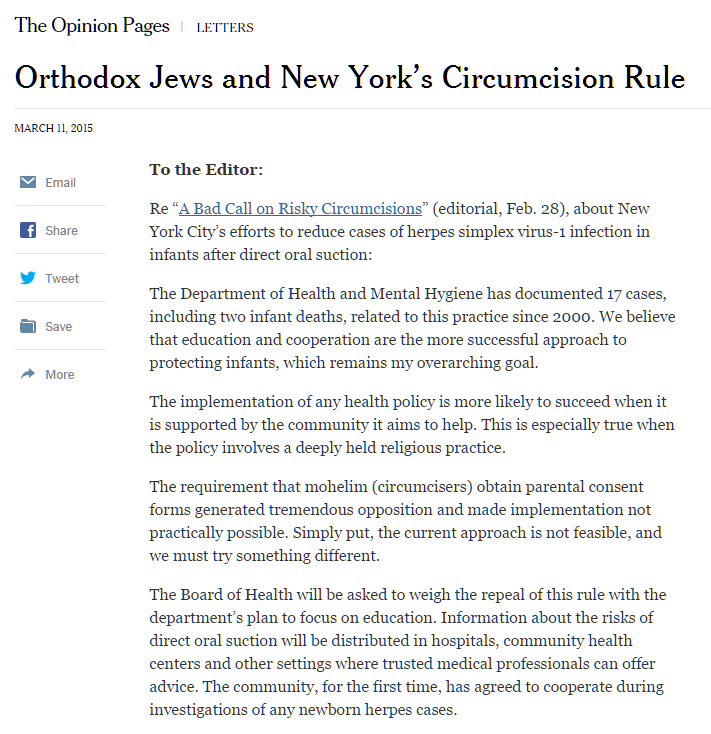 The Opinion Pages | LETTERS
Orthodox Jews and New York's Circumcision Rule
MARCH 11, 2015
Email
Share
Tweet
Save
More
To the Editor:
Re “A Bad Call on Risky Circumcisions” (editorial, Feb. 28), about New
York City’s efforts to reduce cases of herpes simplex virus-1 infection in
infants after direct oral suction:
The Department of Health and Mental Hygiene has documented 17 cases,
including two infant deaths, related to this practice since 2000. We believe
that education and cooperation are the more successful approach to
protecting infants, which remains my overarching goal.
The implementation of any health policy is more likely to succeed when it
is supported by the community it aims to help. This is especially true when
the policy involves a deeply held religious practice.
The requirement that mohelim (circumcisers) obtain parental consent
forms generated tremendous opposition and made implementation not
practically possible. Simply put, the current approach is not feasible, and
we must try something different.
The Board of Health will be asked to weigh the repeal of this rule with the
department’s plan to focus on education. Information about the risks of
direct oral suction will be distributed in hospitals, community health
centers and other settings where trusted medical professionals can offer
advice. The community, for the first time, has agreed to cooperate during
investigations of any newborn herpes cases.